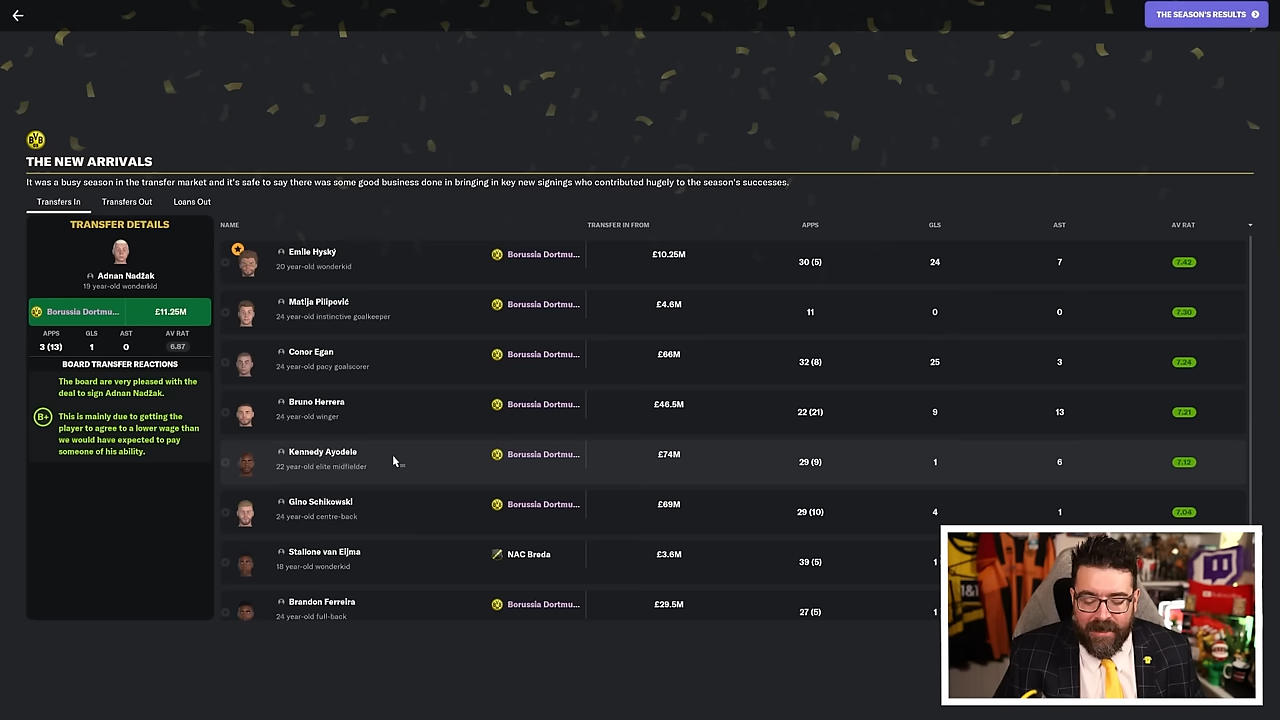 THE SEASON'S RESULTS
THE NEW ARRIVALS
It was a busy season in the transfer market and it's safe to say there was some good business done in bringing in key new signings who contributed hugely to the season's successes.
Transfers In Transfers Out Loans Out
TRANSFER DETAILS
Adnan Nadžak
19 year-old wonderkid
Borussia Dortmu... £11.25M
APPS GLS AST AV RAT
3 (13) 1 0 6.87
BOARD TRANSFER REACTIONS
The board are very pleased with the
deal to sign Adnan Nadžak.
B+
This is mainly due to getting the
player to agree to a lower wage than
we would have expected to pay
someone of his ability.
NAME TRANSFER IN FROM APPS GLS AST AV RAT
Emile Hyský
20 year-old wonderkid
Borussia Dortmu... £10.25M 30 (5) 24 7 7.42
Matija Pilipović
24 year-old instinctive goalkeeper
Borussia Dortmu... £4.6M 11 0 0 7.30
Conor Egan
24 year-old pacy goalscorer
Borussia Dortmu... £66M 32 (8) 25 3 7.24
Bruno Herrera
24 year-old winger
Borussia Dortmu... £46.5M 22 (21) 9 13 7.21
Kennedy Ayodele
22 year-old elite midfielder
Borussia Dortmu... £74M 29 (9) 1 6 7.12
Gino Schikowski
24 year-old centre-back
Borussia Dortmu... £69M 29 (10) 4 1 7.04
Stallone van Eijma
18 year-old wonderkid
NAC Breda £3.6M 39 (5) 1
Brandon Ferreira
24 year-old full-back
Borussia Dortmu... £29.5M 27 (5) 1
1&1